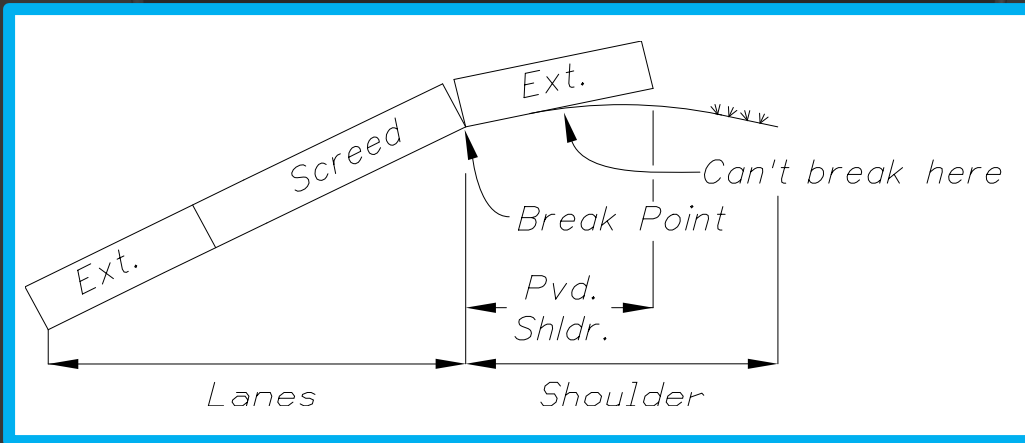 Ext.
Screed
Ext.
Can't break here
Break Point
Pvd.
Shldr.
Lanes
Shoulder